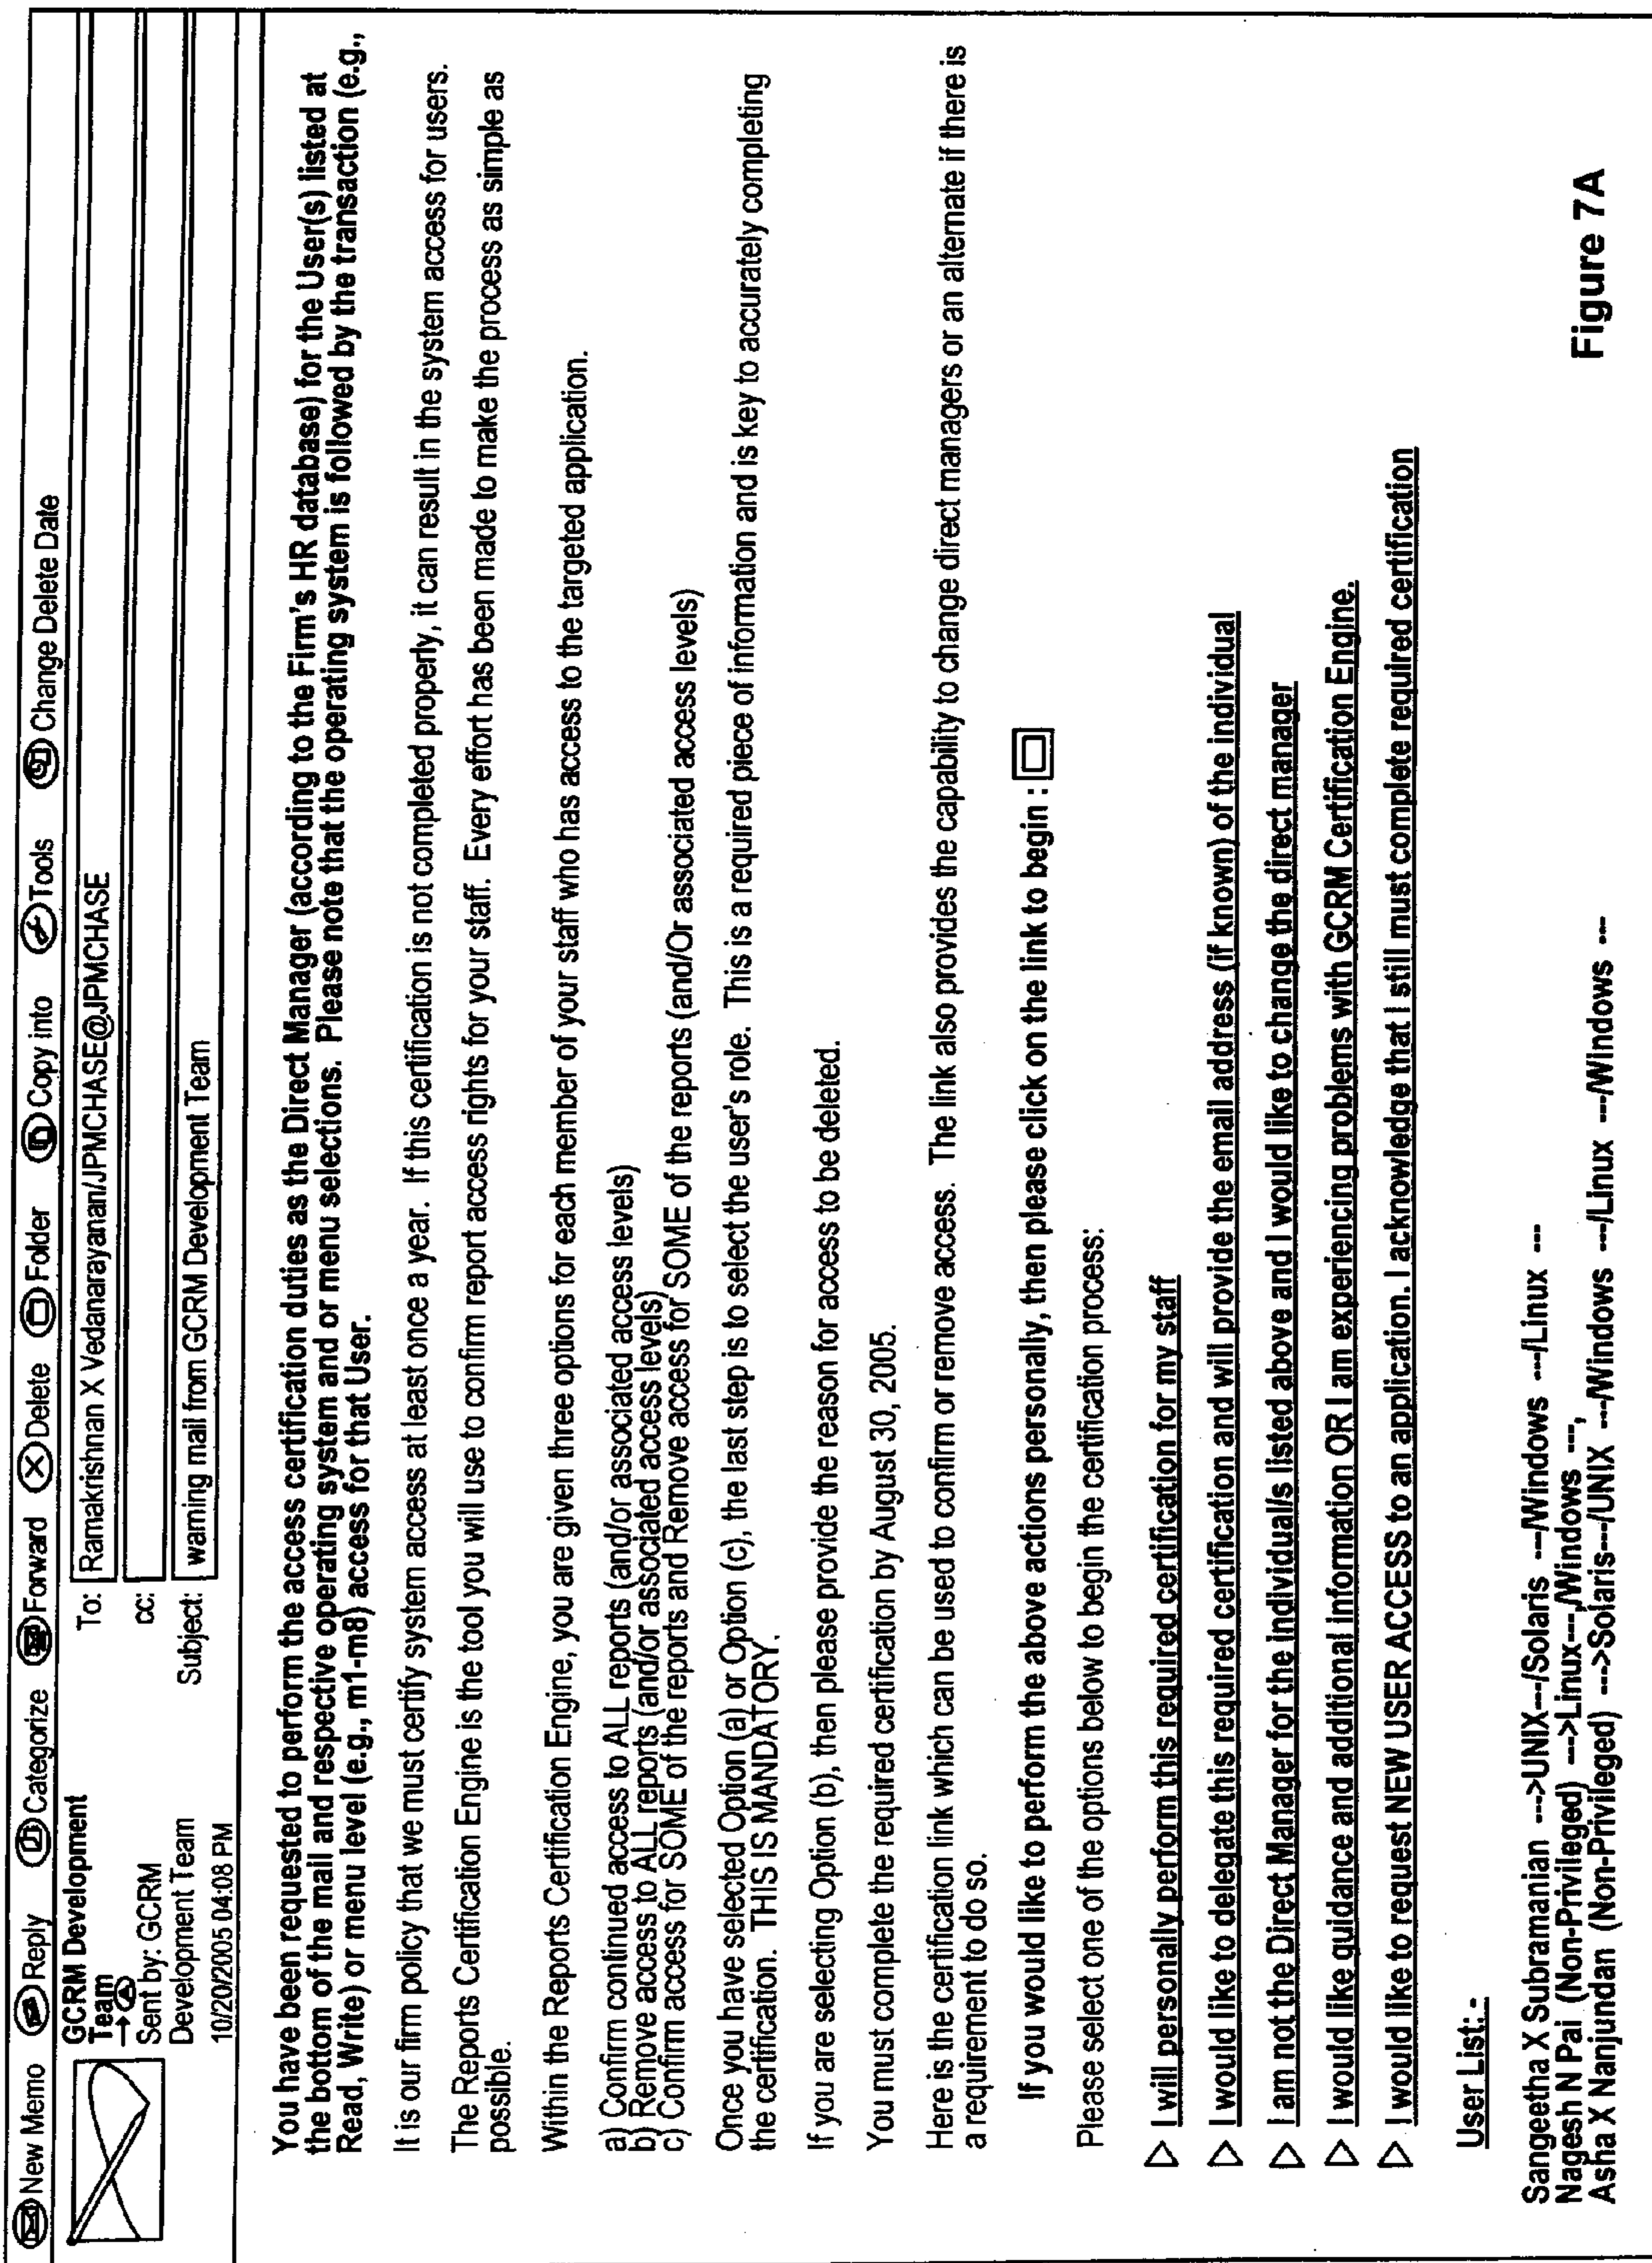 New Memo Reply Categorize Forward Delete Folder Copy into Tools Change Delete Date
GCRM Development
Team
Sent by: GCRM
Development Team
10/20/2005 04:08 PM
To: Ramakrishnan X Vedanarayanan/JPMCHASE@JPMCHASE
cc:
Subject: warning mail from GCRM Development Team
You have been requested to perform the access certification duties as the Direct Manager (according to the Firm's HR database) for the User(s) listed at
the bottom of the mail and respective operating system and or menu selections. Please note that the operating system is followed by the transaction (e.g.,
Read, Write) or menu level (e.g., m1-m8) access for that User.
It is our firm policy that we must certify system access at least once a year. If this certification is not completed properly, it can result in the system access for users.
The Reports Certification Engine is the tool you will use to confirm report access rights for your staff. Every effort has been made to make the process as simple as
possible.
Within the Reports Certification Engine, you are given three options for each member of your staff who has access to the targeted application.
a) Confirm continued access to ALL reports (and/or associated access levels)
b) Remove access to ALL reports (and/or associated access levels)
c) Confirm access for SOME of the reports and Remove access for SOME of the reports (and/Or associated access levels)
Once you have selected Option (a) or Option (c), the last step is to select the user's role. This is a required piece of information and is key to accurately completing
the certification. THIS IS MANDATORY.
If you are selecting Option (b), then please provide the reason for access to be deleted.
You must complete the required certification by August 30, 2005.
Here is the certification link which can be used to confirm or remove access. The link also provides the capability to change direct managers or an alternate if there is
a requirement to do so.
If you would like to perform the above actions personally, then please click on the link to begin :
Please select one of the options below to begin the certification process:
▷ I will personally perform this required certification for my staff
▷ I would like to delegate this required certification and will provide the email address (if known) of the individual
▷ I am not the Direct Manager for the individual/s listed above and I would like to change the direct manager
▷ I would like guidance and additional information OR I am experiencing problems with GCRM Certification Engine.
▷ I would like to request NEW USER ACCESS to an application. I acknowledge that I still must complete required certification
User List:-
Sangeetha X Subramanian --->UNIX---/Solaris ---/Windows ---/Linux ---
Nagesh N Pai (Non-Privileged) --->Linux---,/Windows ---,
Asha X Nanjundan (Non-Privileged) --->Solaris---/UNIX ---/Windows ---/Linux ---/Windows ---
Figure 7A